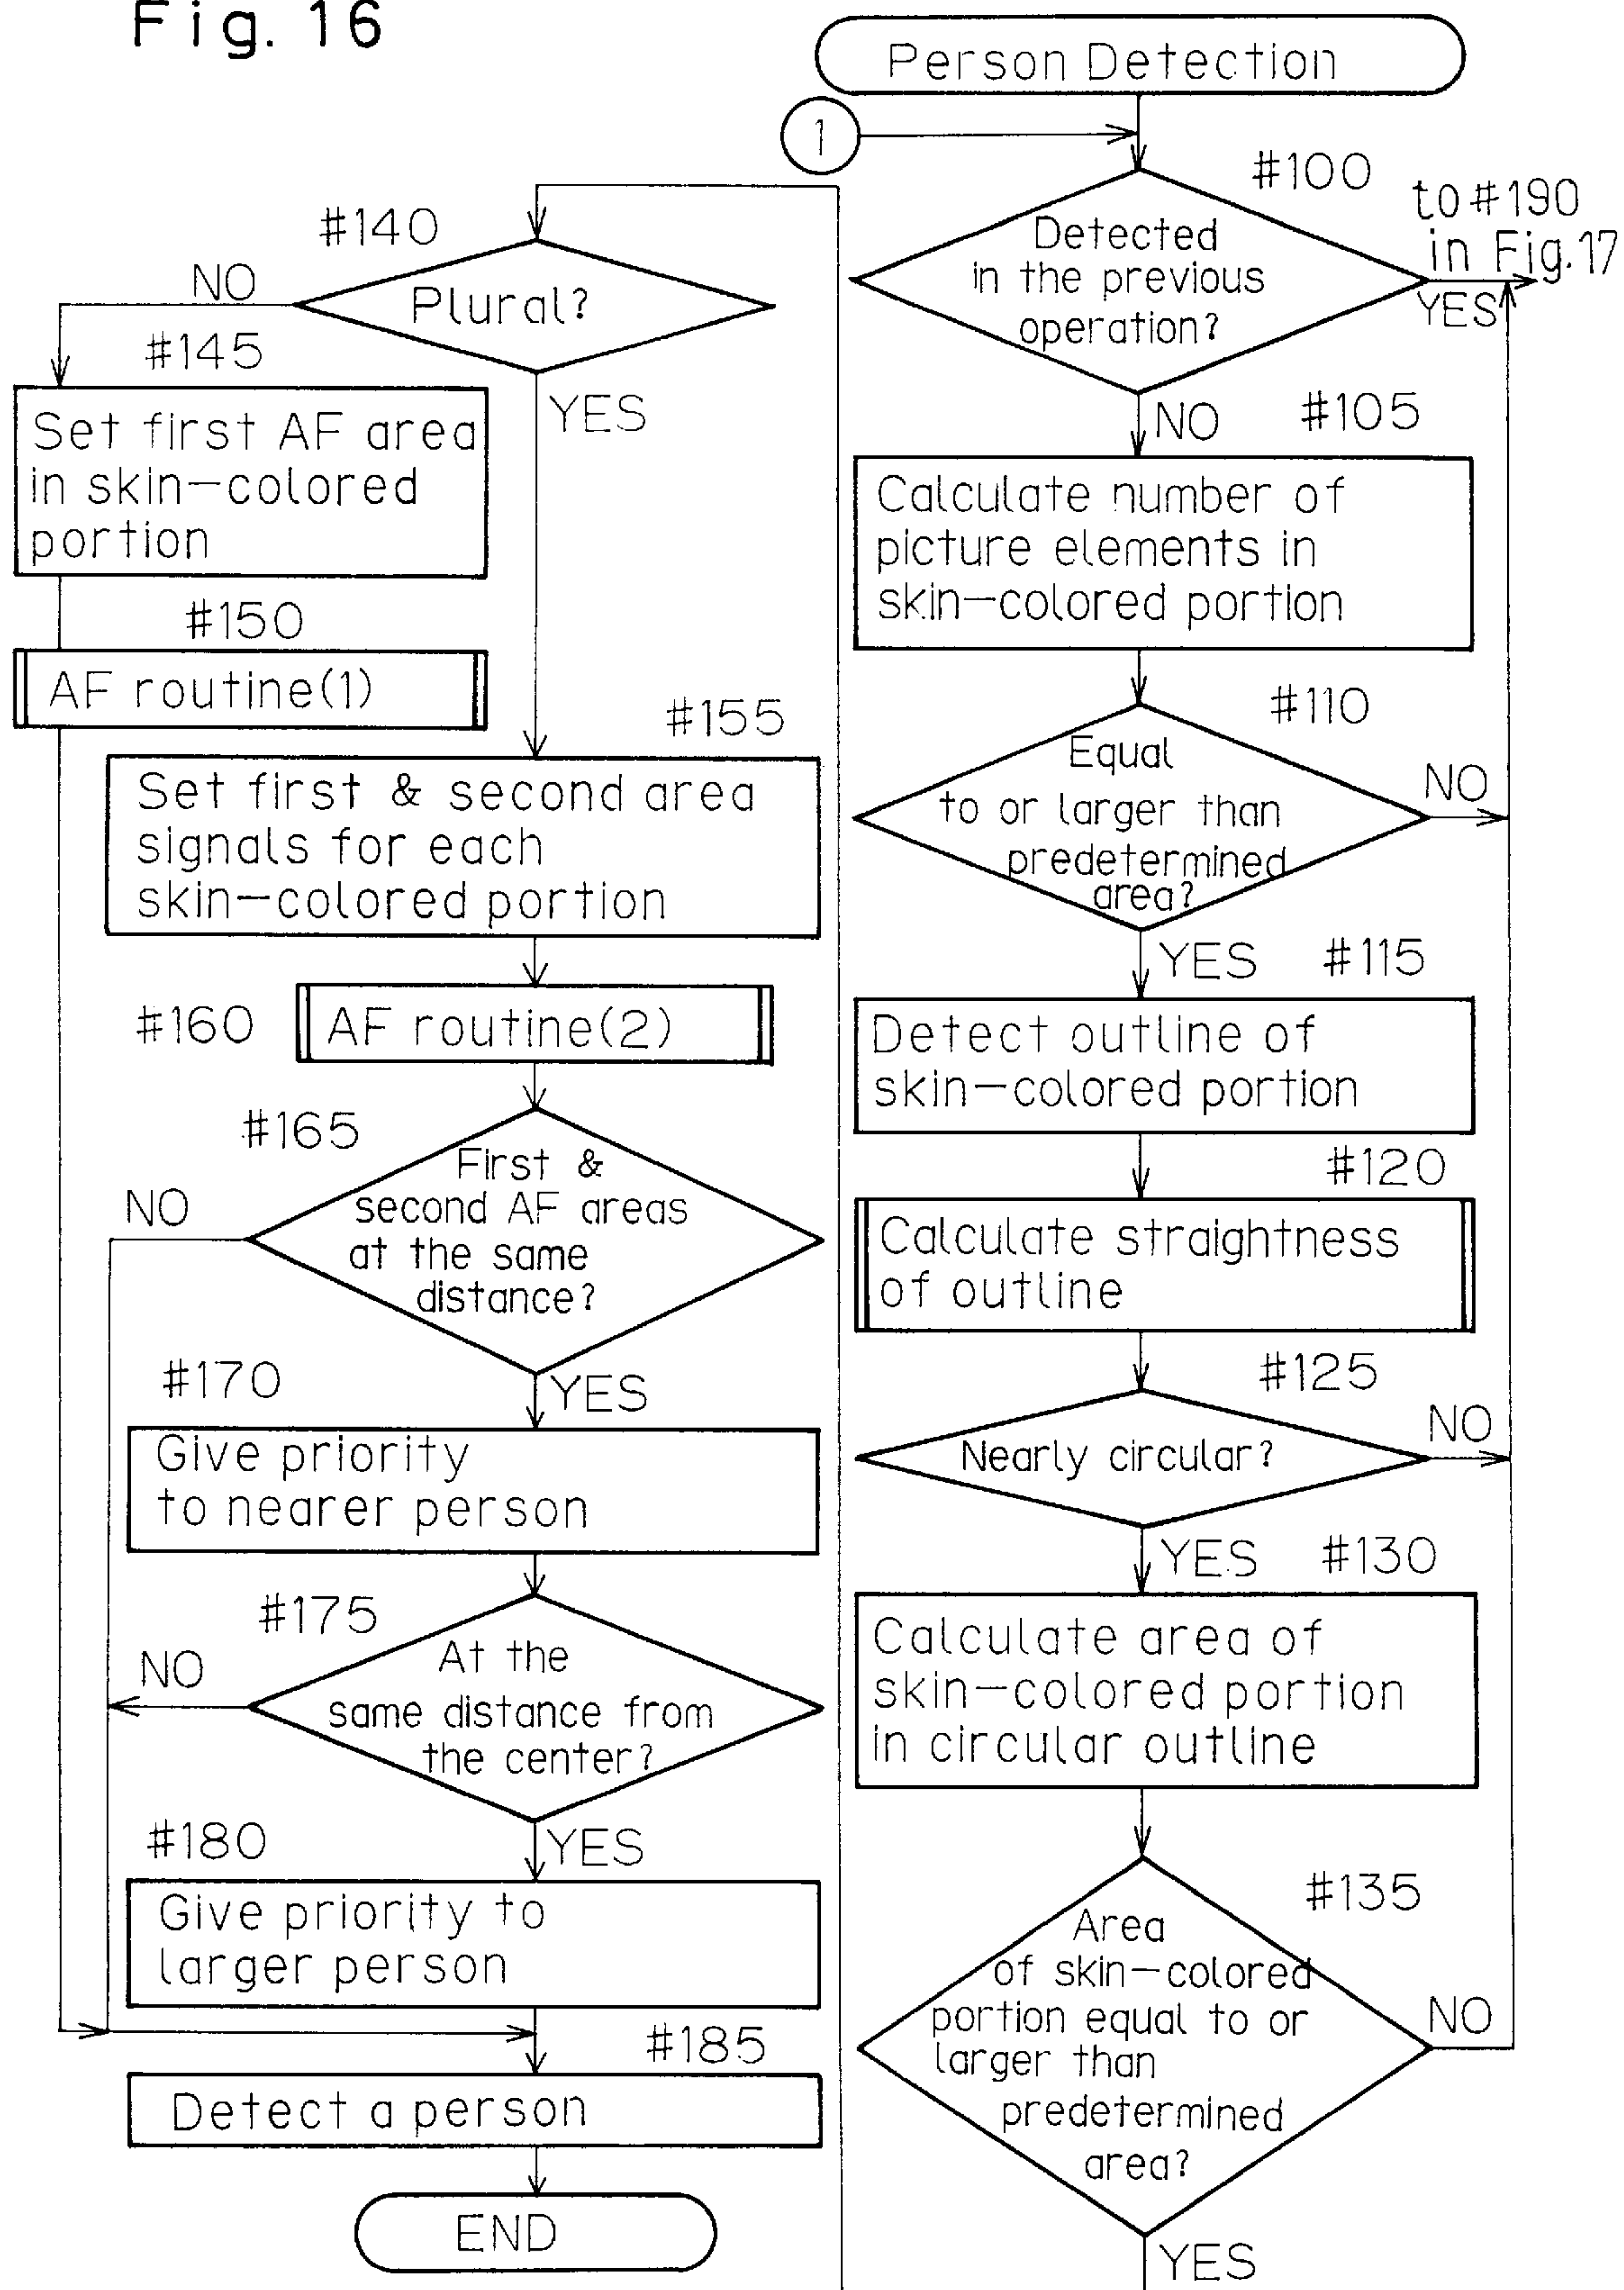 Fig. 16
Person Detection
1
#100
Detected
in the previous
operation?
to #190
in Fig.17
YES
NO
#105
Calculate number of
picture elements in
skin-colored portion
#110
Equal
to or larger than
predetermined
area?
NO
YES
#115
Detect outline of
skin-colored portion
#120
Calculate straightness
of outline
#125
Nearly circular?
NO
YES
#130
Calculate area of
skin-colored portion
in circular outline
#135
Area
of skin-colored
portion equal to or
larger than
predetermined
area?
NO
YES
#140
Plural?
NO
YES
#145
Set first AF area
in skin-colored
portion
#150
AF routine(1)
#155
Set first & second area
signals for each
skin-colored portion
#160
AF routine(2)
#165
First &
second AF areas
at the same
distance?
NO
YES
#170
Give priority
to nearer person
#175
At the
same distance from
the center?
NO
YES
#180
Give priority to
larger person
#185
Detect a person
END